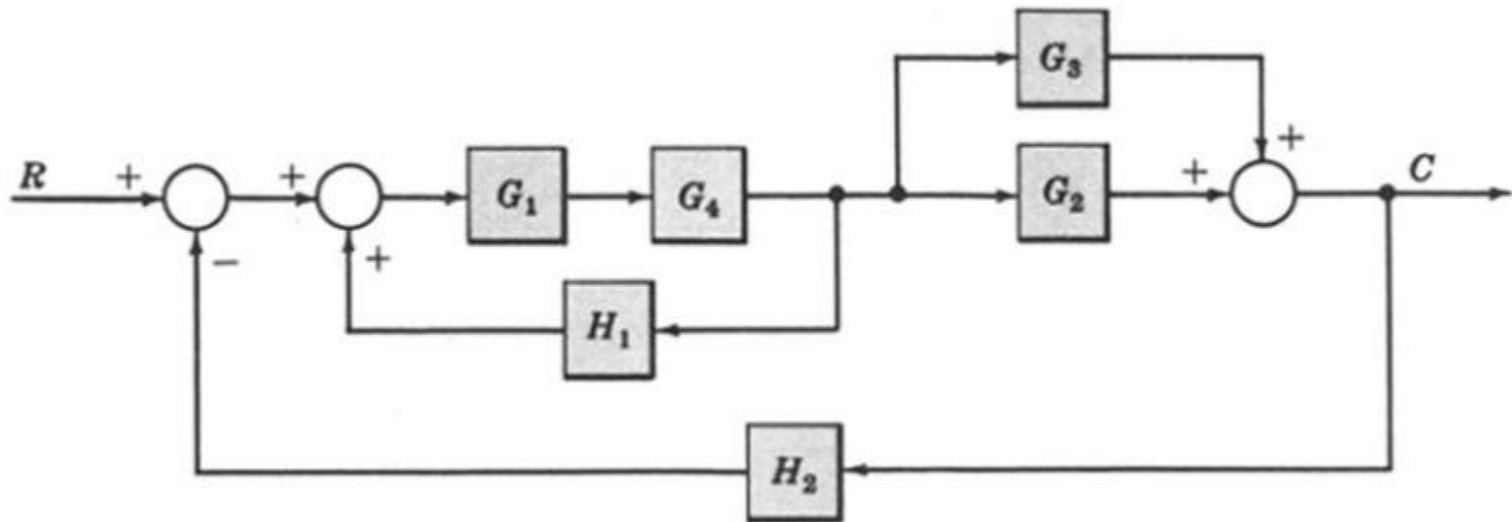 G₃
R + + G₁ G₄ + G₂ + C
− + H₁
H₂